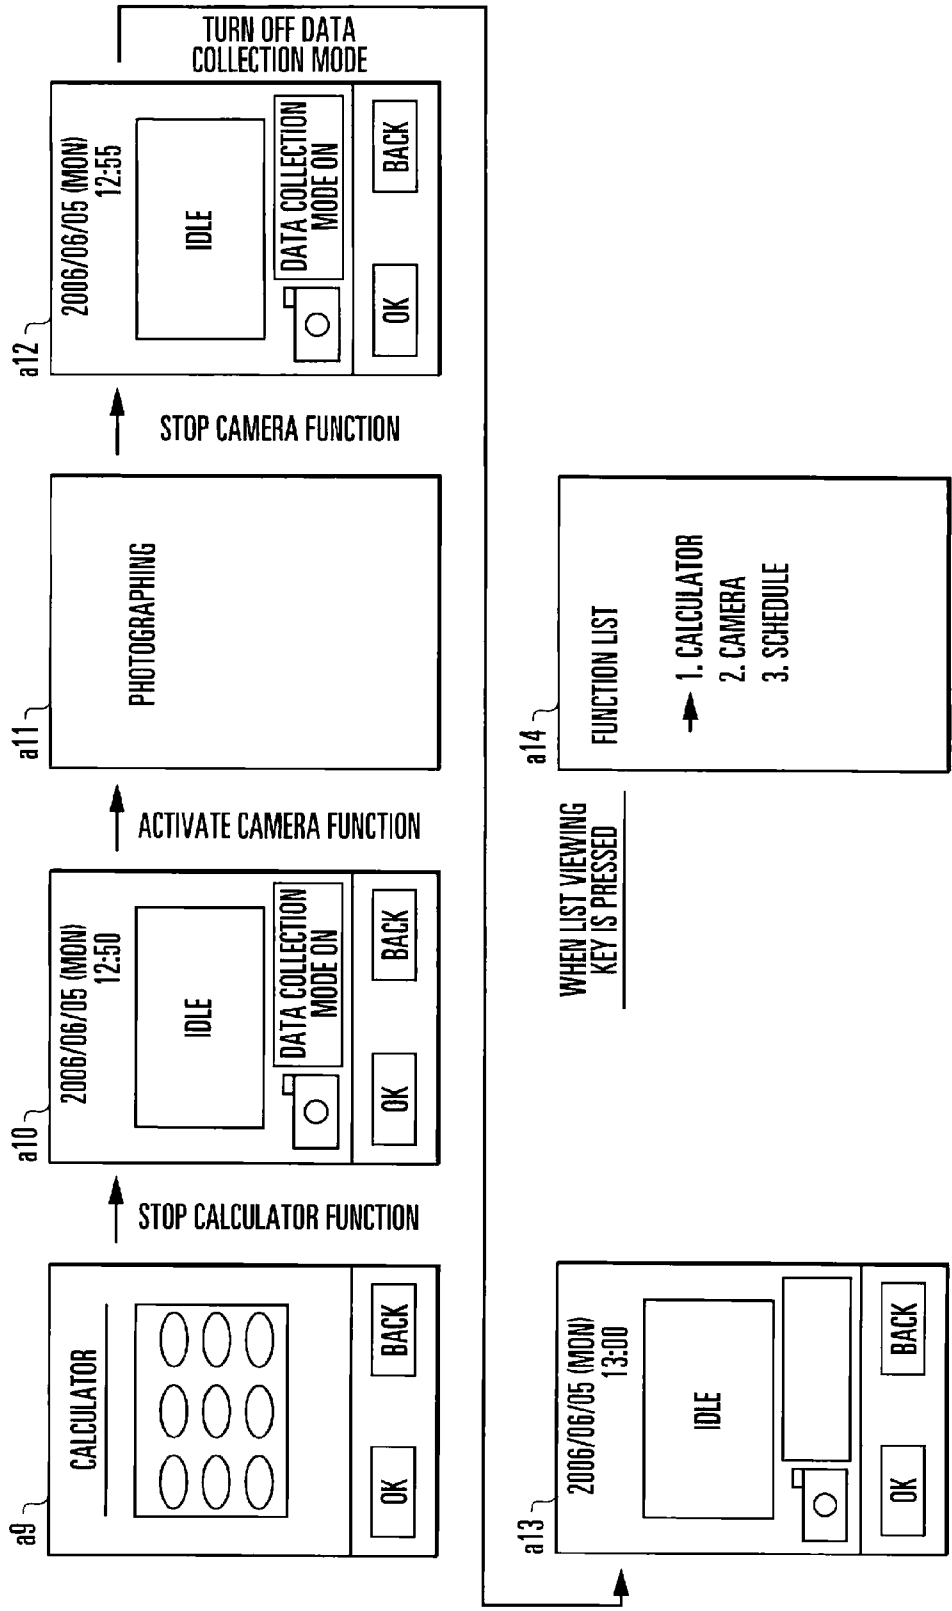 a9
CALCULATOR
OK
BACK
STOP CALCULATOR FUNCTION
a10
2006/06/05 (MON)
12:50
IDLE
DATA COLLECTION
MODE ON
OK
BACK
ACTIVATE CAMERA FUNCTION
a11
PHOTOGRAPHING
STOP CAMERA FUNCTION
a12
2006/06/05 (MON)
12:55
IDLE
DATA COLLECTION
MODE ON
OK
BACK
TURN OFF DATA
COLLECTION MODE
a13
2006/06/05 (MON)
13:00
IDLE
OK
BACK
WHEN LIST VIEWING
KEY IS PRESSED
a14
FUNCTION LIST
1. CALCULATOR
2. CAMERA
3. SCHEDULE